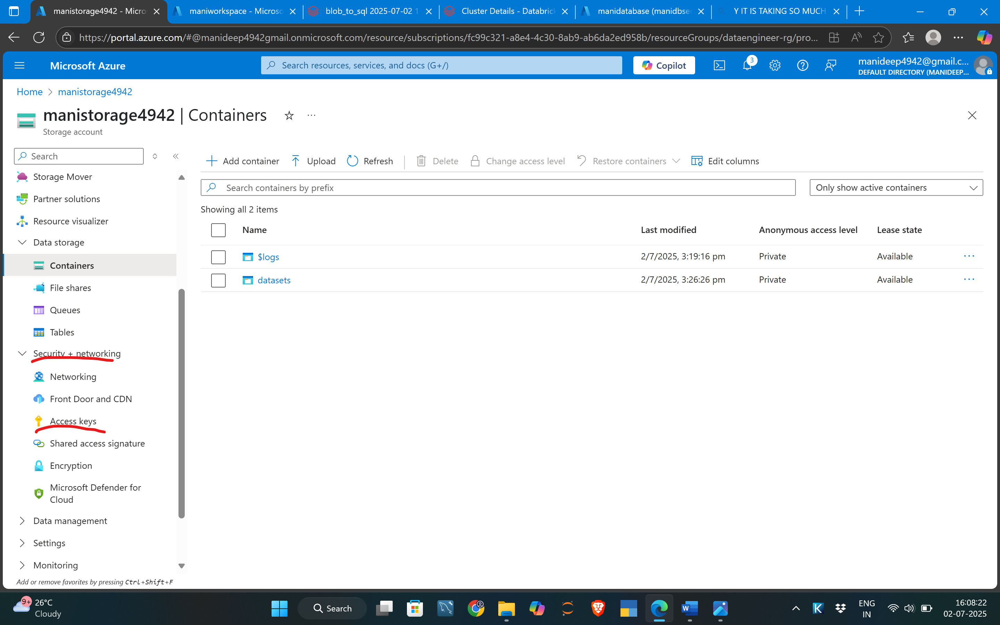 manistorage4942 - Micro
maniworkspace - Microso
blob_to_sql 2025-07-02 1
Cluster Details - Databrick
manidatabase (manidbser
Y IT IS TAKING SO MUCH
https://portal.azure.com/#@manideep4942gmail.onmicrosoft.com/resource/subscriptions/fc99c321-a8e4-4c30-8ab9-ab6da2ed958b/resourceGroups/dataengineer-rg/pro...
Microsoft Azure
Search resources, services, and docs (G+/)
Copilot
3
manideep4942@gmail.c...
DEFAULT DIRECTORY (MANIDEEP...
Home > manistorage4942
manistorage4942 | Containers
Storage account
Search
Add container
Upload
Refresh
Delete
Change access level
Restore containers
Edit columns
Storage Mover
Partner solutions
Resource visualizer
Data storage
Containers
File shares
Queues
Tables
Security + networking
Networking
Front Door and CDN
Access keys
Shared access signature
Encryption
Microsoft Defender for
Cloud
Data management
Settings
Monitoring
Add or remove favorites by pressing Ctrl+Shift+F
Search containers by prefix
Only show active containers
Showing all 2 items
Name Last modified Anonymous access level Lease state
$logs 2/7/2025, 3:19:16 pm Private Available
datasets 2/7/2025, 3:26:26 pm Private Available
9+
26°C
Cloudy
Search
ENG
IN
16:08:22
02-07-2025